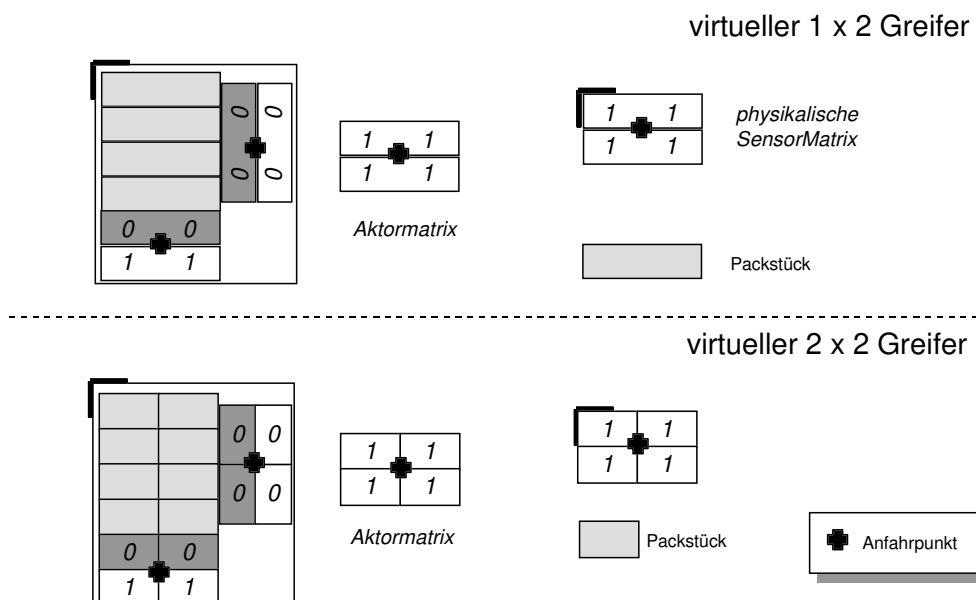 virtueller 1 x 2 Greifer
0 0
0 0
1 1
1 1
1 1
1 1
physikalische
SensorMatrix
Aktormatrix
0 0
1 1
Packstück
virtueller 2 x 2 Greifer
0 0
0 0
1 1
1 1
1 1
1 1
Aktormatrix
0 0
1 1
Packstück
Anfahrpunkt